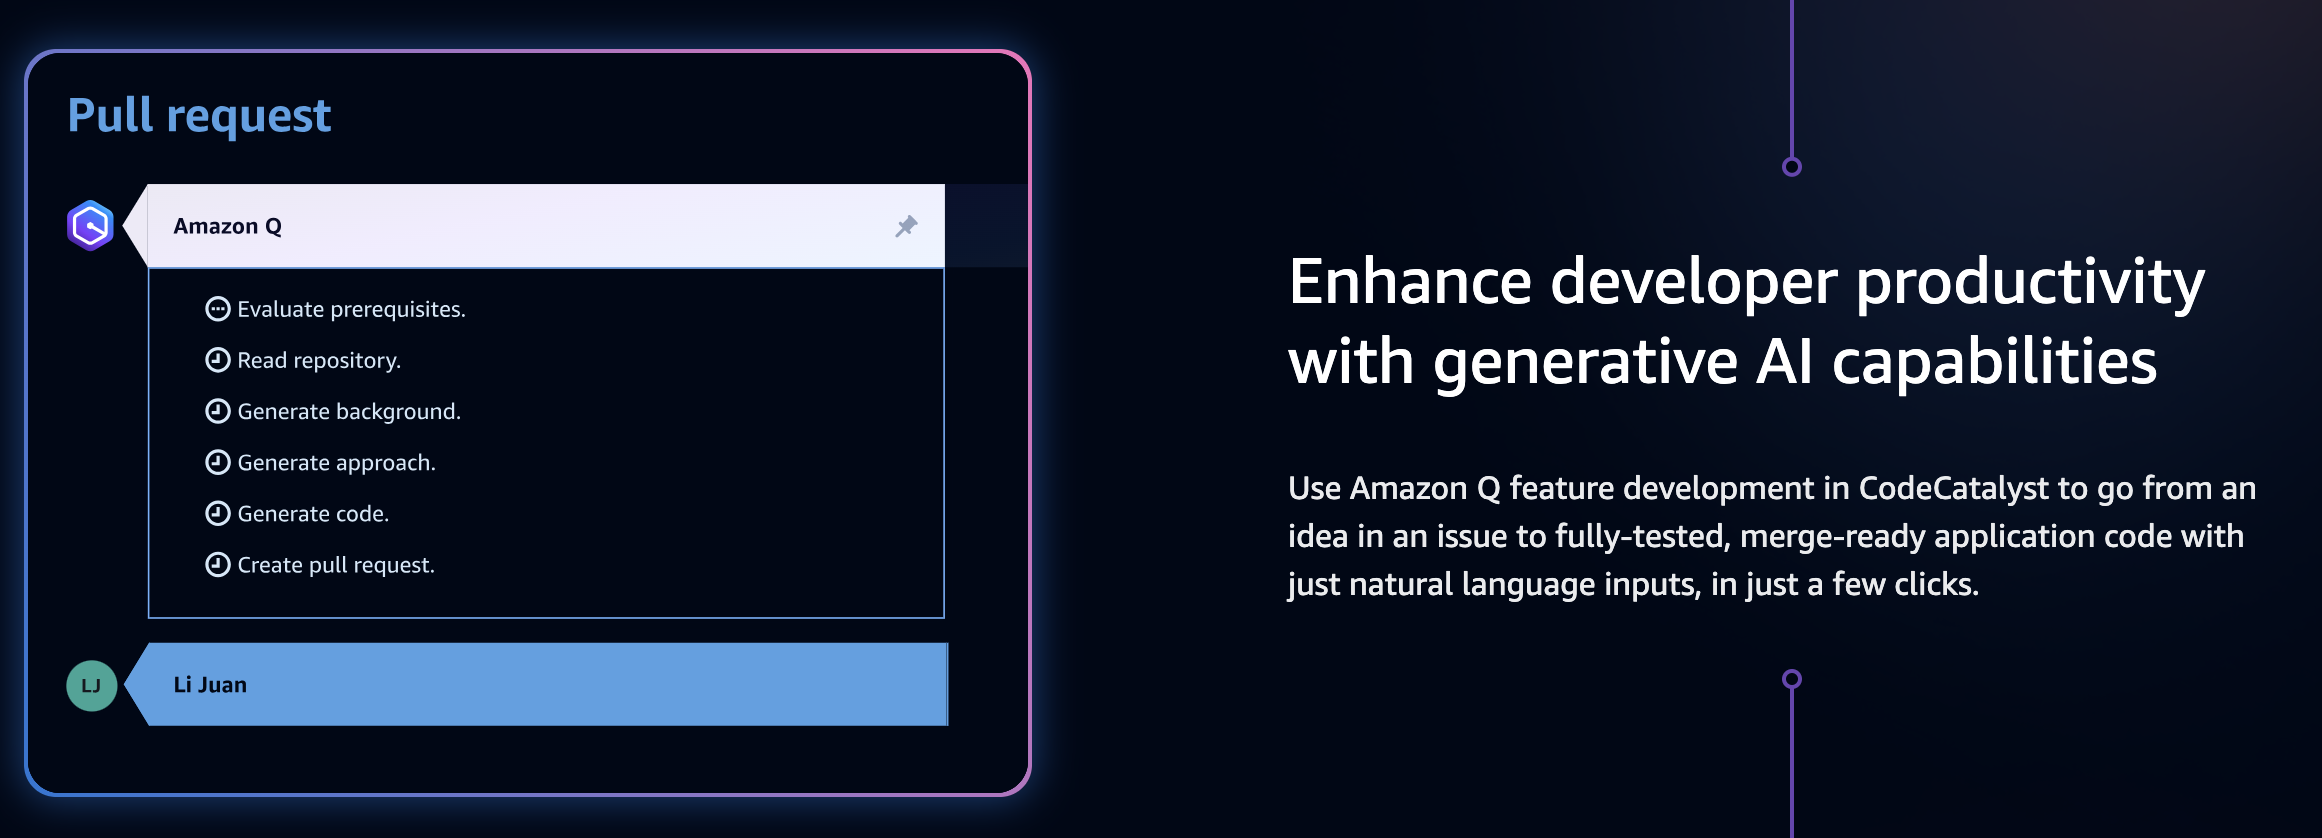 Pull request
Amazon Q
Evaluate prerequisites.
Read repository.
Generate background.
Generate approach.
Generate code.
Create pull request.
LJ
Li Juan
Enhance developer productivity
with generative AI capabilities
Use Amazon Q feature development in CodeCatalyst to go from an
idea in an issue to fully-tested, merge-ready application code with
just natural language inputs, in just a few clicks.